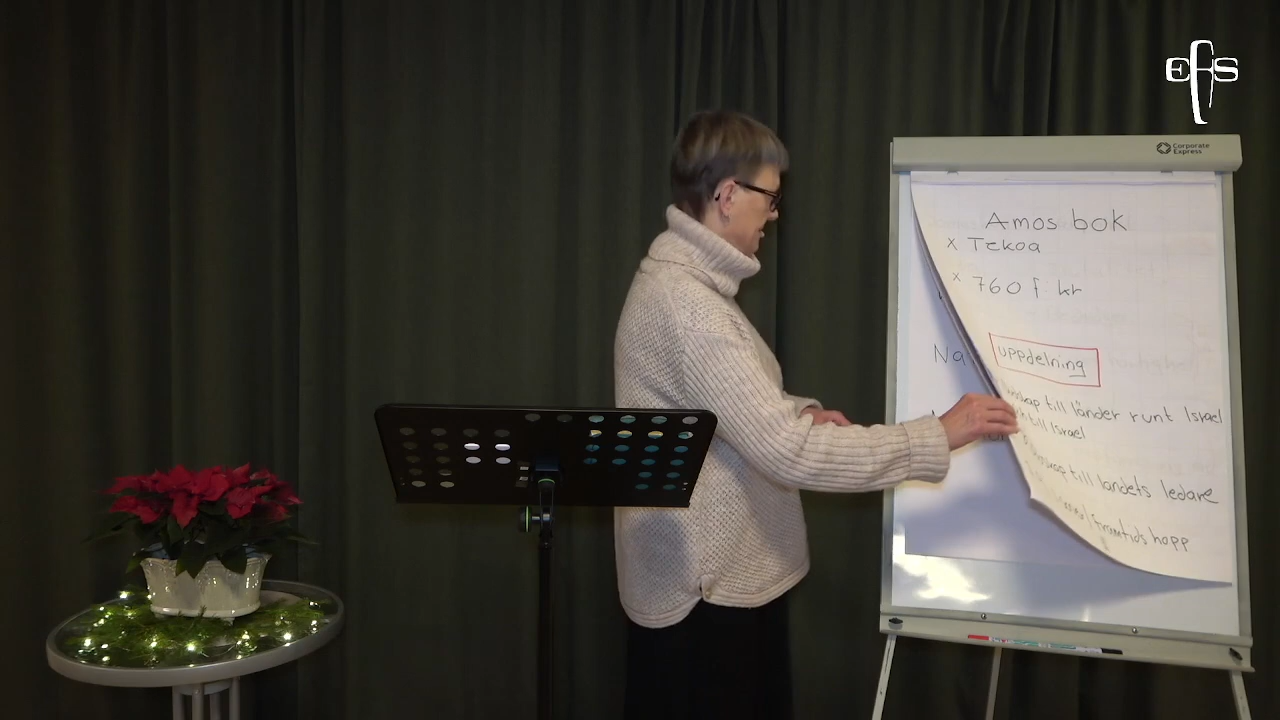 EFS
Corporate
Express
Amos bok
x Tekoa
x 760 f. kr
Na
uppdelning
till länder runt Israel
till Israel
till landets ledare
framtids hopp